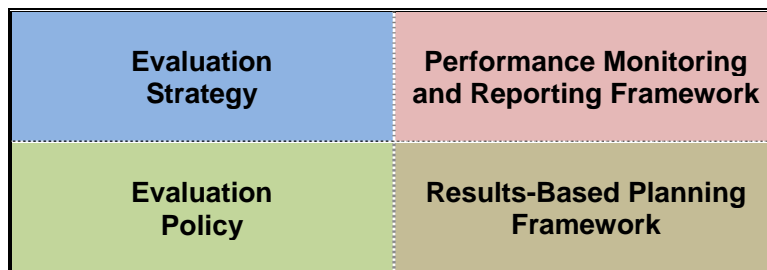 Evaluation
Strategy
Performance Monitoring
and Reporting Framework
Evaluation
Policy
Results-Based Planning
Framework